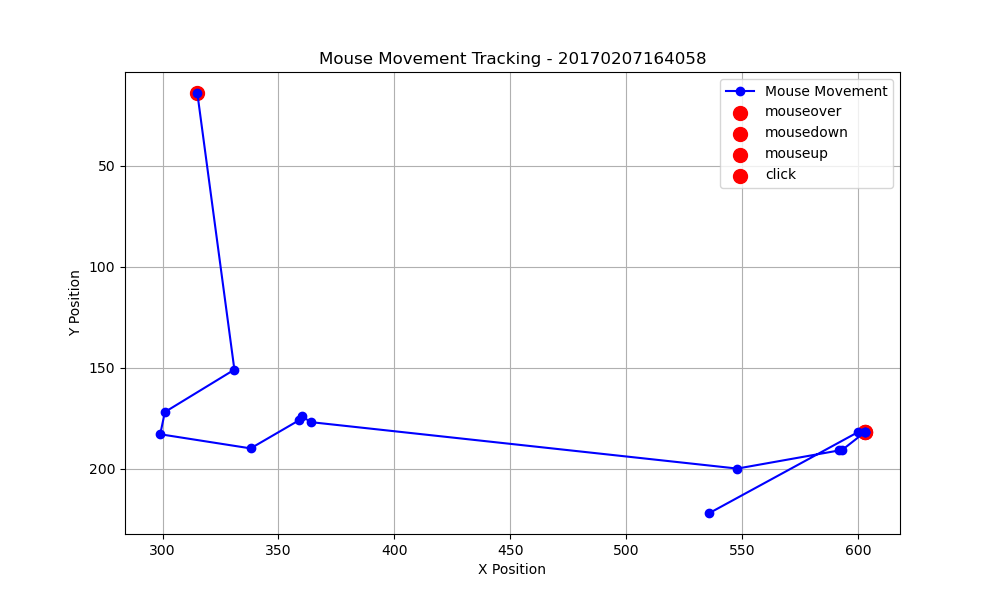 Mouse Movement Tracking - 20170207164058
Mouse Movement
mouseover
mousedown
mouseup
click
Y Position
50
100
150
200
300
350
400
450
500
550
600
X Position